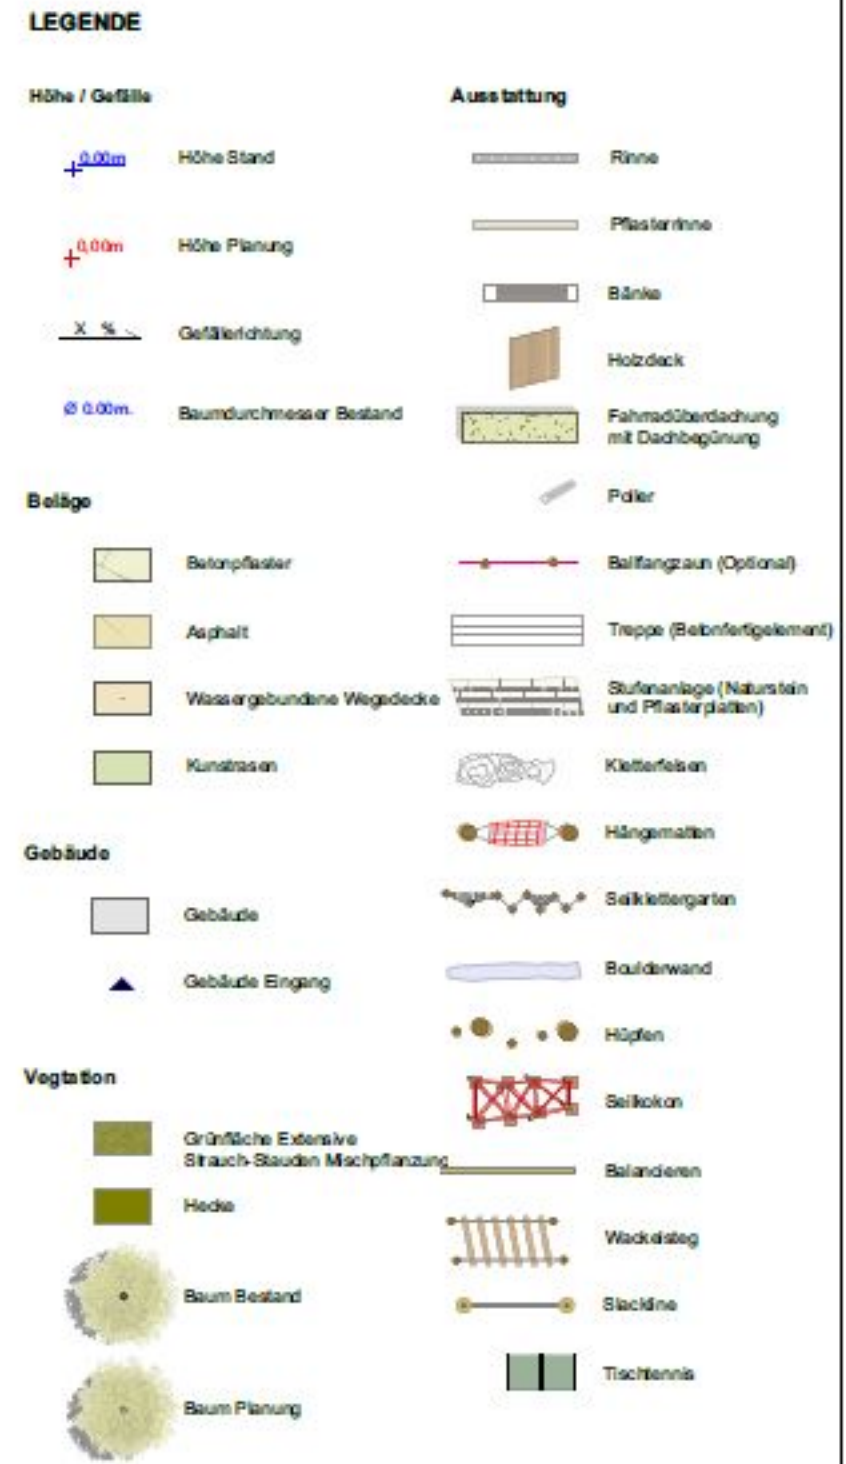 LEGENDE
Höhe / Gefälle
0.00m
Höhe Stand
0,00m
Höhe Planung
X %
Gefällerichtung
Ø 0.00m.
Baumdurchmesser Bestand
Beläge
Betonpflaster
Asphalt
Wassergebundene Wegedecke
Kunstrasen
Gebäude
Gebäude
Gebäude Eingang
Vegtation
Grünfläche Extensive
Strauch-Stauden Mischpflanzung
Hecke
Baum Bestand
Baum Planung
Ausstattung
Rinne
Pflasterrinne
Bänke
Holzdeck
Fahrradüberdachung
mit Dachbegünung
Poller
Ballfangzaun (Optional)
Treppe (Betonfertigelement)
Stufenanlage (Naturstein
und Pflasterplatten)
Kletterfelsen
Hängematten
Seilklettergarten
Boulderwand
Hüpfen
Seilkokon
Balancieren
Wackelsteg
Slackline
Tischtennis